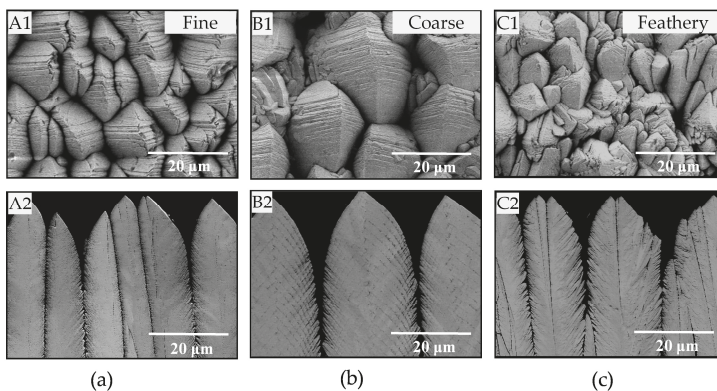 A1 Fine
B1 Coarse
C1 Feathery
20 µm
20 µm
20 µm
A2
B2
C2
20 µm
20 µm
20 µm
(a)
(b)
(c)